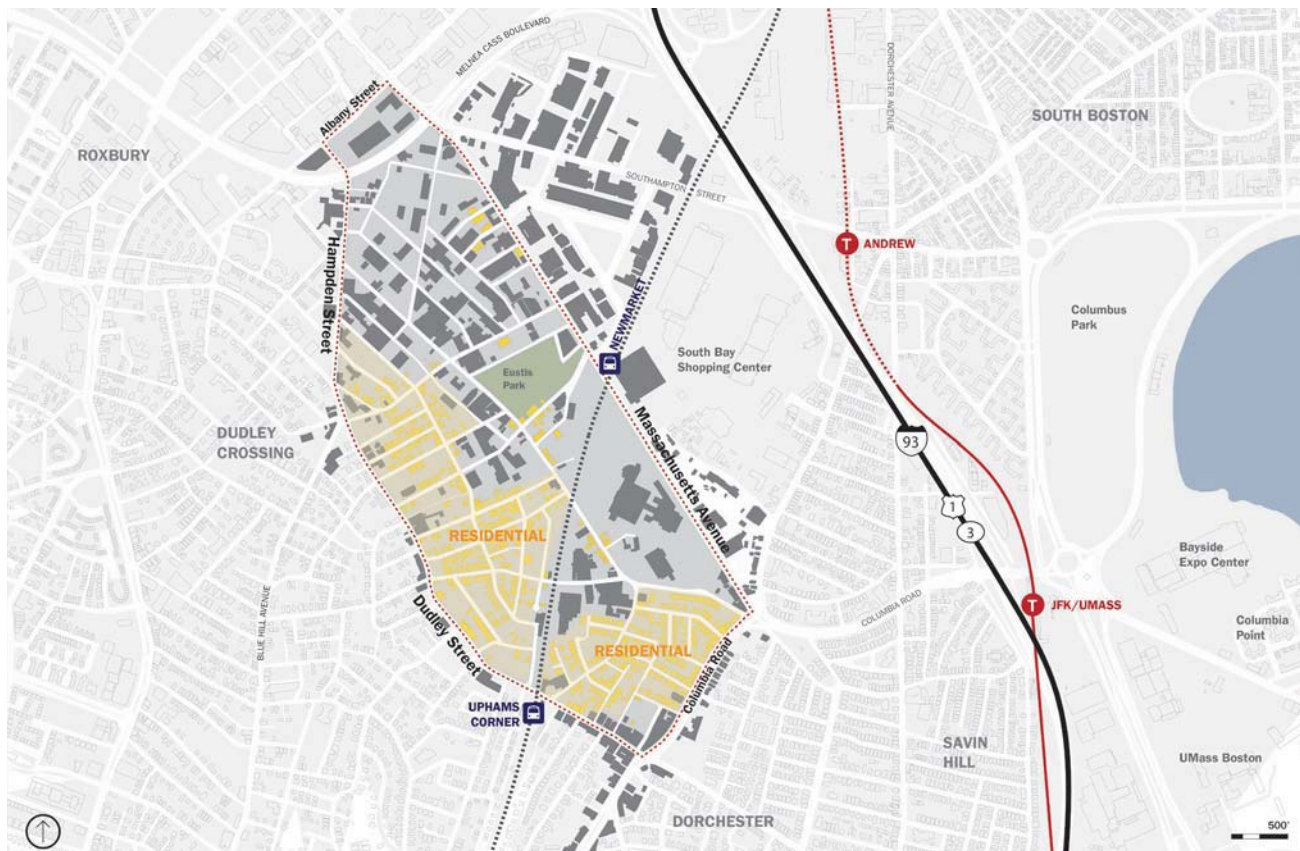 MELNEA CASS BOULEVARD
DORCHESTER AVENUE
Albany Street
SOUTH BOSTON
ROXBURY
SOUTHAMPTON STREET
T ANDREW
Hampden Street
NEWMARKET
Columbus
Park
South Bay
Shopping Center
Eustis
Park
DUDLEY
CROSSING
Massachusetts Avenue
93
1
3
RESIDENTIAL
Bayside
Expo Center
BLUE HILL AVENUE
Dudley Street
COLUMBIA ROAD
T JFK/UMASS
Columbia
Point
RESIDENTIAL
Columbia Road
UPHAMS
CORNER
SAVIN
HILL
UMass Boston
DORCHESTER
500'